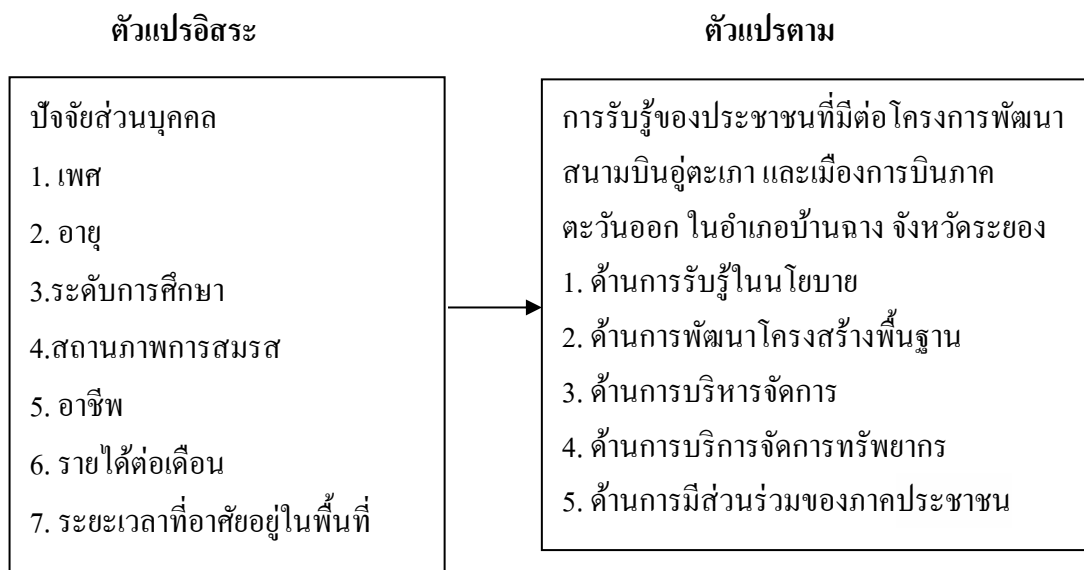 ตัวแปรอิสระ
ตัวแปรตาม
ปัจจัยส่วนบุคคล
1. เพศ
2. อายุ
3.ระดับการศึกษา
4.สถานภาพการสมรส
5. อาชีพ
6. รายได้ต่อเดือน
7. ระยะเวลาที่อาศัยอยู่ในพื้นที่
การรับรู้ของประชาชนที่มีต่อโครงการพัฒนา
สนามบินอู่ตะเภา และเมืองการบินภาค
ตะวันออก ในอำเภอบ้านฉาง จังหวัดระยอง
1. ด้านการรับรู้ในนโยบาย
2. ด้านการพัฒนาโครงสร้างพื้นฐาน
3. ด้านการบริหารจัดการ
4. ด้านการบริการจัดการทรัพยากร
5. ด้านการมีส่วนร่วมของภาคประชาชน